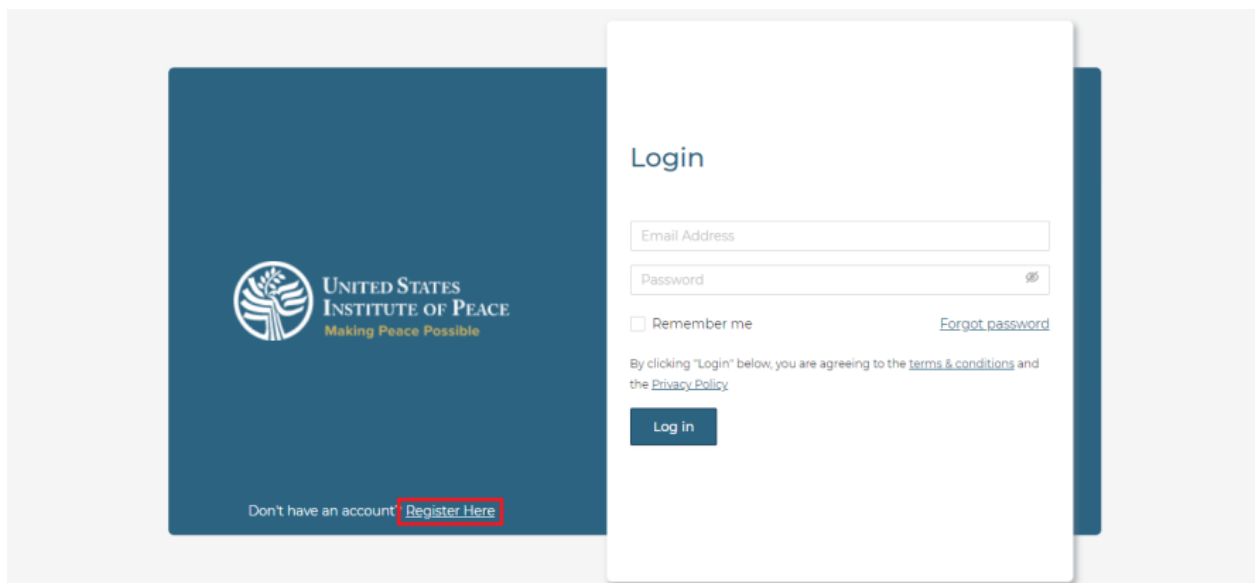 Login
Email Address
Password
Remember me
Forgot password
By clicking "Login" below, you are agreeing to the terms & conditions and
the Privacy Policy
Log in
UNITED STATES
INSTITUTE OF PEACE
Making Peace Possible
Don't have an account? Register Here